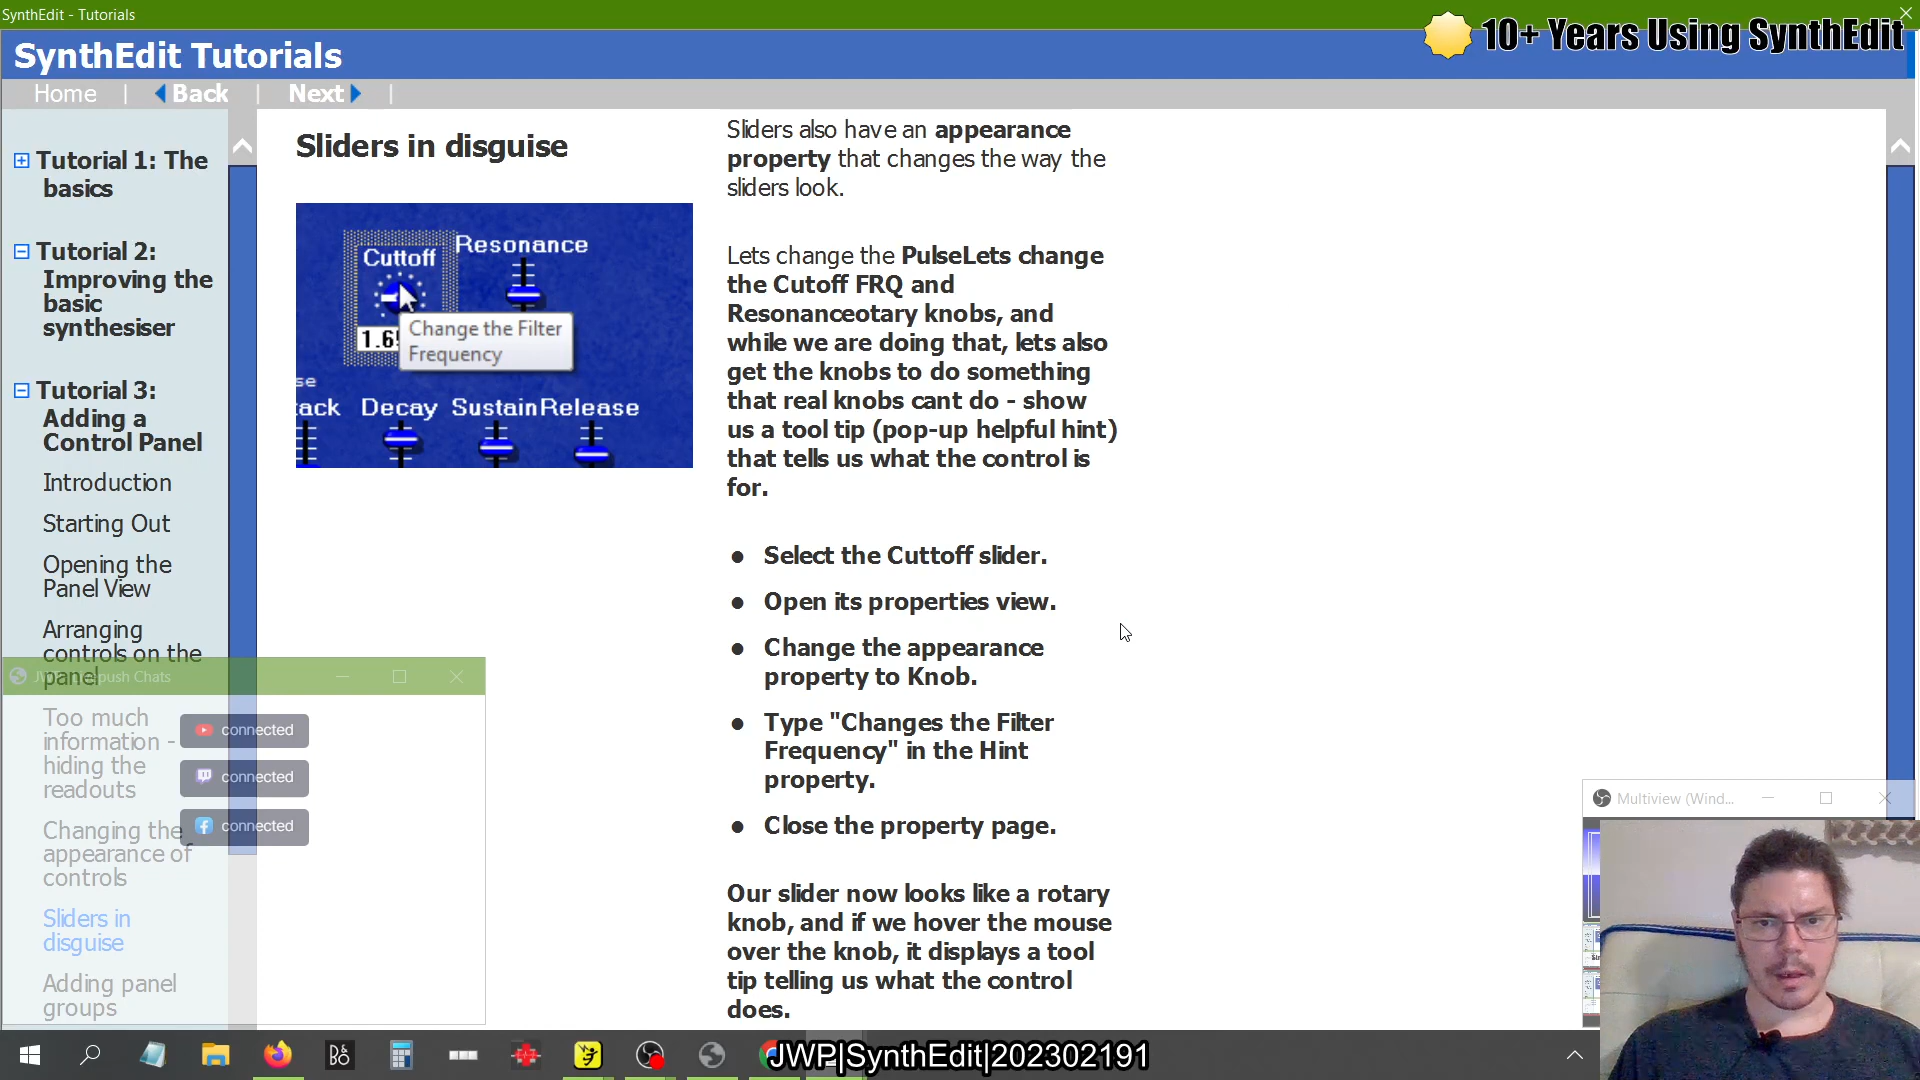 SynthEdit - Tutorials
10+ Years Using SynthEdit
SynthEdit Tutorials
Home | Back | Next |
Tutorial 1: The
basics
Tutorial 2:
Improving the
basic
synthesiser
Tutorial 3:
Adding a
Control Panel
Introduction
Starting Out
Opening the
Panel View
Arranging
controls on the
panel
Too much
information -
hiding the
readouts
Changing the
appearance of
controls
Sliders in
disguise
Adding panel
groups
push Chats
connected
connected
connected
Sliders in disguise
Cuttoff
Resonance
1.6
Change the Filter
Frequency
se
tack Decay Sustain Release
Sliders also have an appearance
property that changes the way the
sliders look.
Lets change the PulseLets change
the Cutoff FRQ and
Resonanceotary knobs, and
while we are doing that, lets also
get the knobs to do something
that real knobs cant do - show
us a tool tip (pop-up helpful hint)
that tells us what the control is
for.
● Select the Cuttoff slider.
● Open its properties view.
● Change the appearance
property to Knob.
● Type "Changes the Filter
Frequency" in the Hint
property.
● Close the property page.
Our slider now looks like a rotary
knob, and if we hover the mouse
over the knob, it displays a tool
tip telling us what the control
does.
Multiview (Wind...
JWP|SynthEdit|202302191